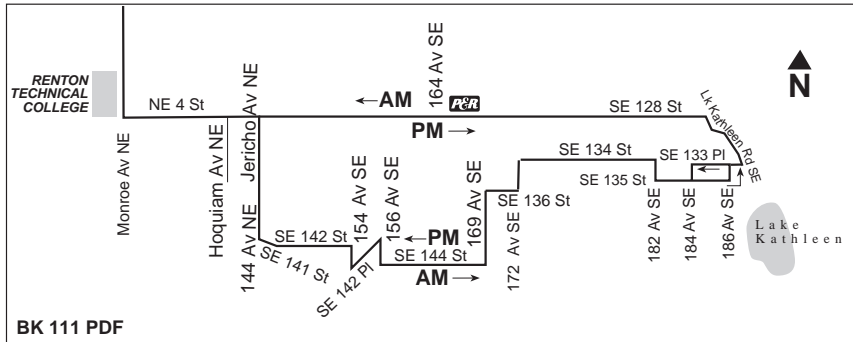 RENTON
TECHNICAL
COLLEGE
NE 4 St
←AM
164 Av SE
P&R
PM →
SE 128 St
N
Lk Kathleen Rd SE
Monroe Av NE
Hoquiam Av NE
Jericho Av NE
144 Av NE
SE 141 St
SE 142 St
154 Av SE
SE 142 Pl
156 Av SE
←PM
SE 144 St
AM →
169 Av SE
172 Av SE
SE 136 St
SE 134 St
SE 135 St
SE 133 Pl
←
182 Av SE
184 Av SE
186 Av SE
Lake
Kathleen
BK 111 PDF